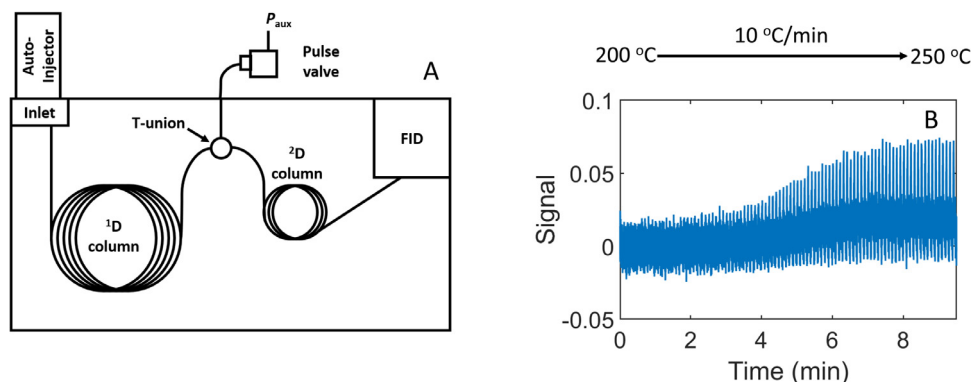 Auto-
Injector
Inlet
P_aux
Pulse
valve
A
T-union
²D
column
FID
¹D
column
10 °C/min
200 °C
250 °C
B
0.1
0.05
0
-0.05
Signal
0
2
4
6
8
Time (min)